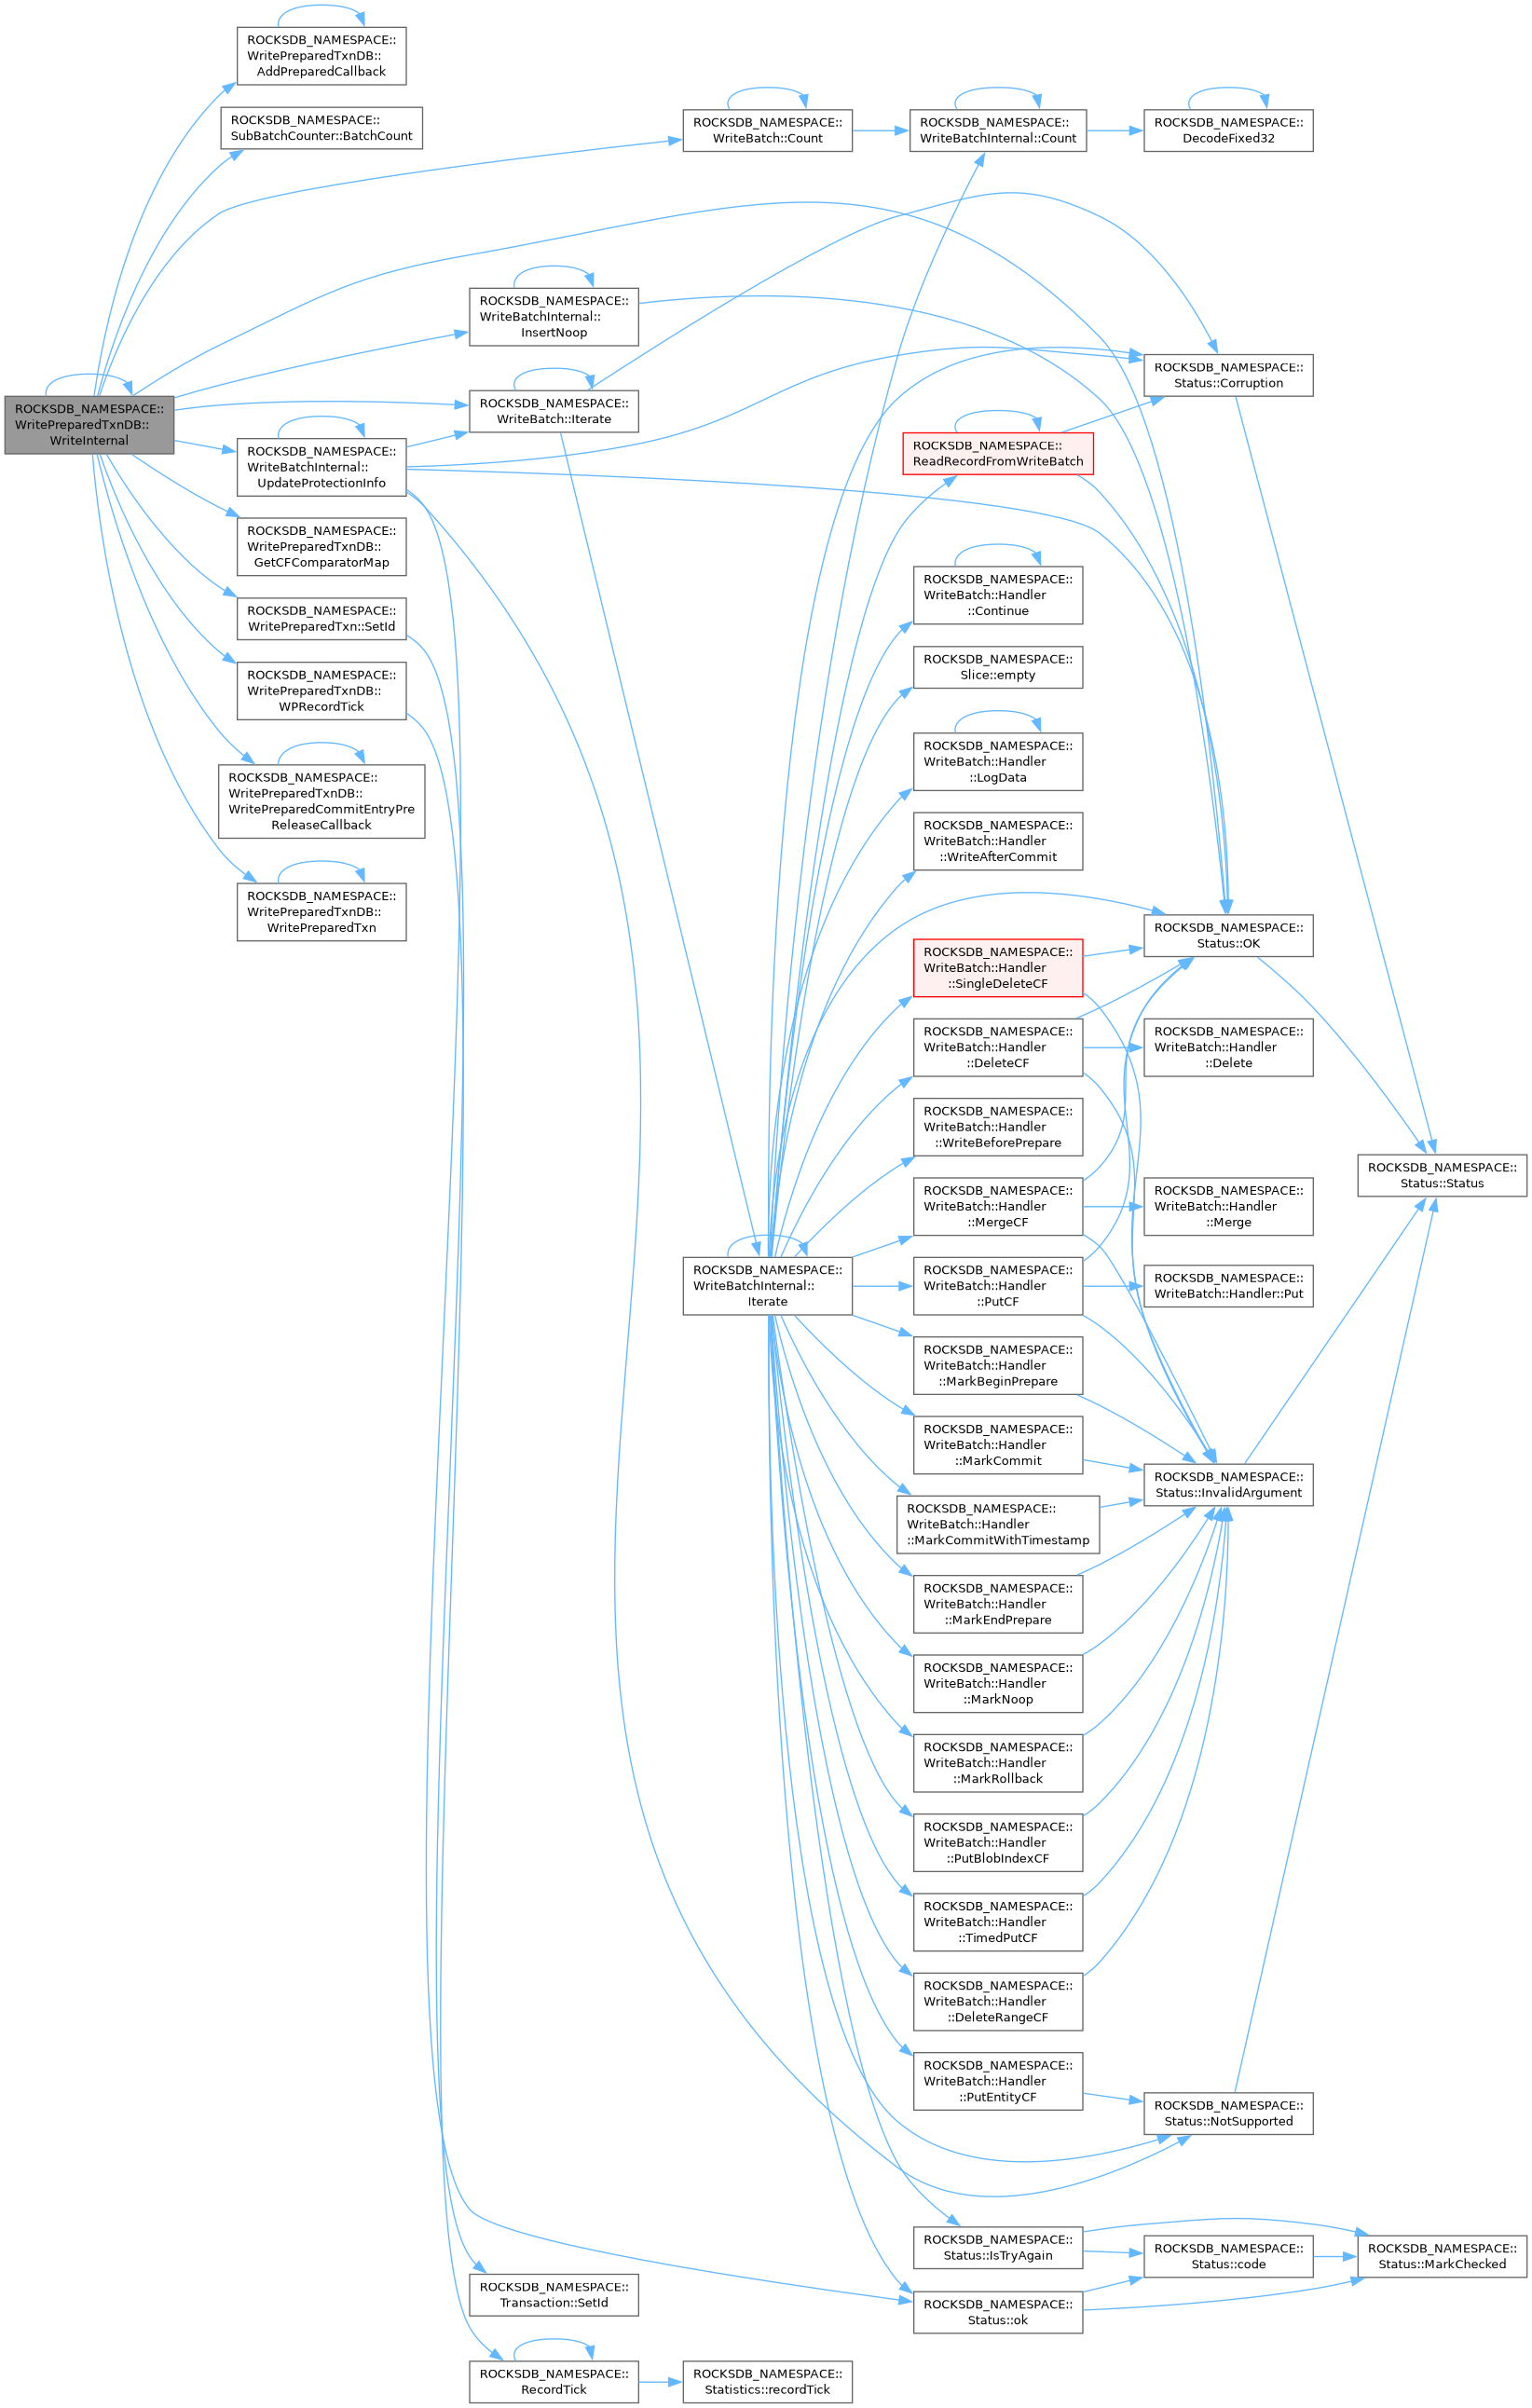 ROCKSDB_NAMESPACE::
WritePreparedTxnDB::
WriteInternal
ROCKSDB_NAMESPACE::
WritePreparedTxnDB::
AddPreparedCallback
ROCKSDB_NAMESPACE::
SubBatchCounter::BatchCount
ROCKSDB_NAMESPACE::
WriteBatch::Count
ROCKSDB_NAMESPACE::
WriteBatchInternal::Count
ROCKSDB_NAMESPACE::
DecodeFixed32
ROCKSDB_NAMESPACE::
WriteBatchInternal::
InsertNoop
ROCKSDB_NAMESPACE::
WriteBatch::Iterate
ROCKSDB_NAMESPACE::
WriteBatchInternal::
UpdateProtectionInfo
ROCKSDB_NAMESPACE::
WritePreparedTxnDB::
GetCFComparatorMap
ROCKSDB_NAMESPACE::
WritePreparedTxn::SetId
ROCKSDB_NAMESPACE::
WritePreparedTxnDB::
WPRecordTick
ROCKSDB_NAMESPACE::
WritePreparedTxnDB::
WritePreparedCommitEntryPre
ReleaseCallback
ROCKSDB_NAMESPACE::
WritePreparedTxnDB::
WritePreparedTxn
ROCKSDB_NAMESPACE::
Status::Corruption
ROCKSDB_NAMESPACE::
ReadRecordFromWriteBatch
ROCKSDB_NAMESPACE::
WriteBatch::Handler
::Continue
ROCKSDB_NAMESPACE::
Slice::empty
ROCKSDB_NAMESPACE::
WriteBatch::Handler
::LogData
ROCKSDB_NAMESPACE::
WriteBatch::Handler
::WriteAfterCommit
ROCKSDB_NAMESPACE::
Status::OK
ROCKSDB_NAMESPACE::
WriteBatch::Handler
::SingleDeleteCF
ROCKSDB_NAMESPACE::
WriteBatch::Handler
::DeleteCF
ROCKSDB_NAMESPACE::
WriteBatch::Handler
::Delete
ROCKSDB_NAMESPACE::
WriteBatch::Handler
::WriteBeforePrepare
ROCKSDB_NAMESPACE::
Status::Status
ROCKSDB_NAMESPACE::
WriteBatch::Handler
::MergeCF
ROCKSDB_NAMESPACE::
WriteBatch::Handler
::Merge
ROCKSDB_NAMESPACE::
WriteBatchInternal::
Iterate
ROCKSDB_NAMESPACE::
WriteBatch::Handler
::PutCF
ROCKSDB_NAMESPACE::
WriteBatch::Handler::Put
ROCKSDB_NAMESPACE::
WriteBatch::Handler
::MarkBeginPrepare
ROCKSDB_NAMESPACE::
WriteBatch::Handler
::MarkCommit
ROCKSDB_NAMESPACE::
Status::InvalidArgument
ROCKSDB_NAMESPACE::
WriteBatch::Handler
::MarkCommitWithTimestamp
ROCKSDB_NAMESPACE::
WriteBatch::Handler
::MarkEndPrepare
ROCKSDB_NAMESPACE::
WriteBatch::Handler
::MarkNoop
ROCKSDB_NAMESPACE::
WriteBatch::Handler
::MarkRollback
ROCKSDB_NAMESPACE::
WriteBatch::Handler
::PutBlobIndexCF
ROCKSDB_NAMESPACE::
WriteBatch::Handler
::TimedPutCF
ROCKSDB_NAMESPACE::
WriteBatch::Handler
::DeleteRangeCF
ROCKSDB_NAMESPACE::
WriteBatch::Handler
::PutEntityCF
ROCKSDB_NAMESPACE::
Status::NotSupported
ROCKSDB_NAMESPACE::
Status::IsTryAgain
ROCKSDB_NAMESPACE::
Status::code
ROCKSDB_NAMESPACE::
Status::MarkChecked
ROCKSDB_NAMESPACE::
Status::ok
ROCKSDB_NAMESPACE::
Transaction::SetId
ROCKSDB_NAMESPACE::
RecordTick
ROCKSDB_NAMESPACE::
Statistics::recordTick